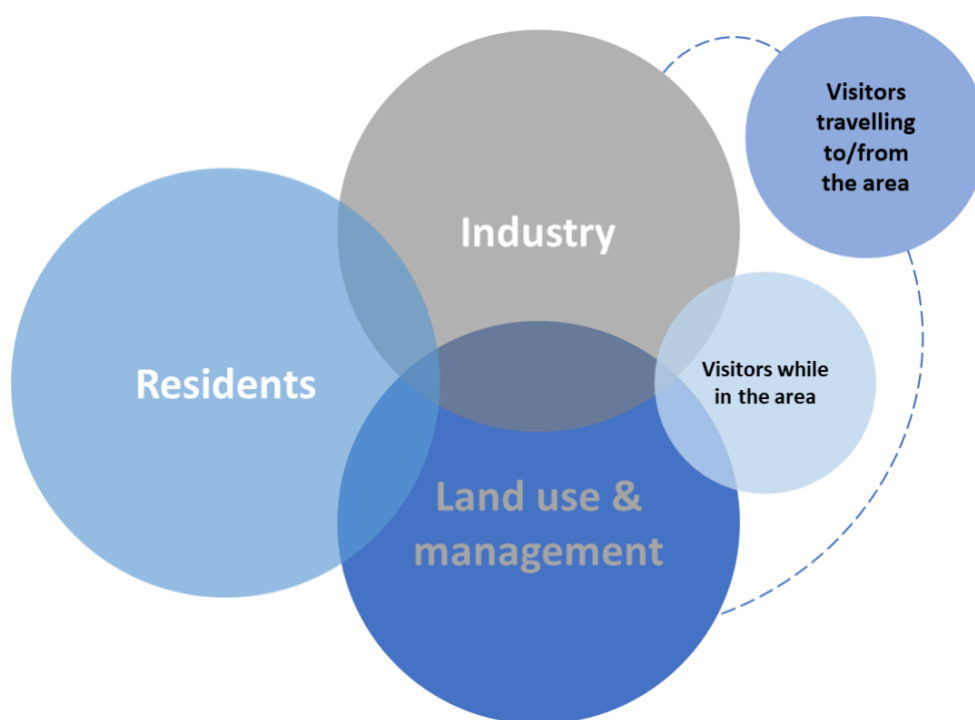 Visitors
travelling
to/from
the area
Industry
Residents
Visitors while
in the area
Land use &
management